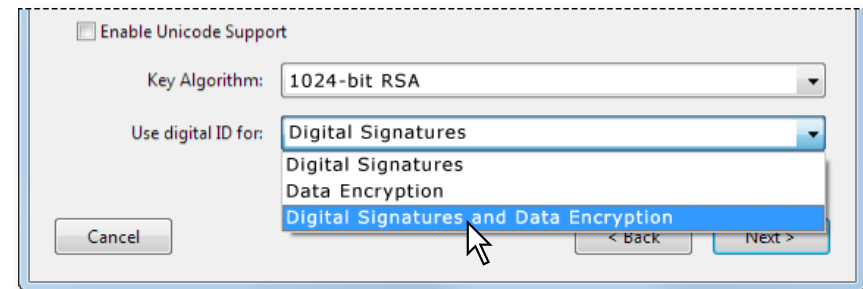 Enable Unicode Support
Key Algorithm: 1024-bit RSA
Use digital ID for: Digital Signatures
Digital Signatures
Data Encryption
Digital Signatures and Data Encryption
Cancel < Back Next >